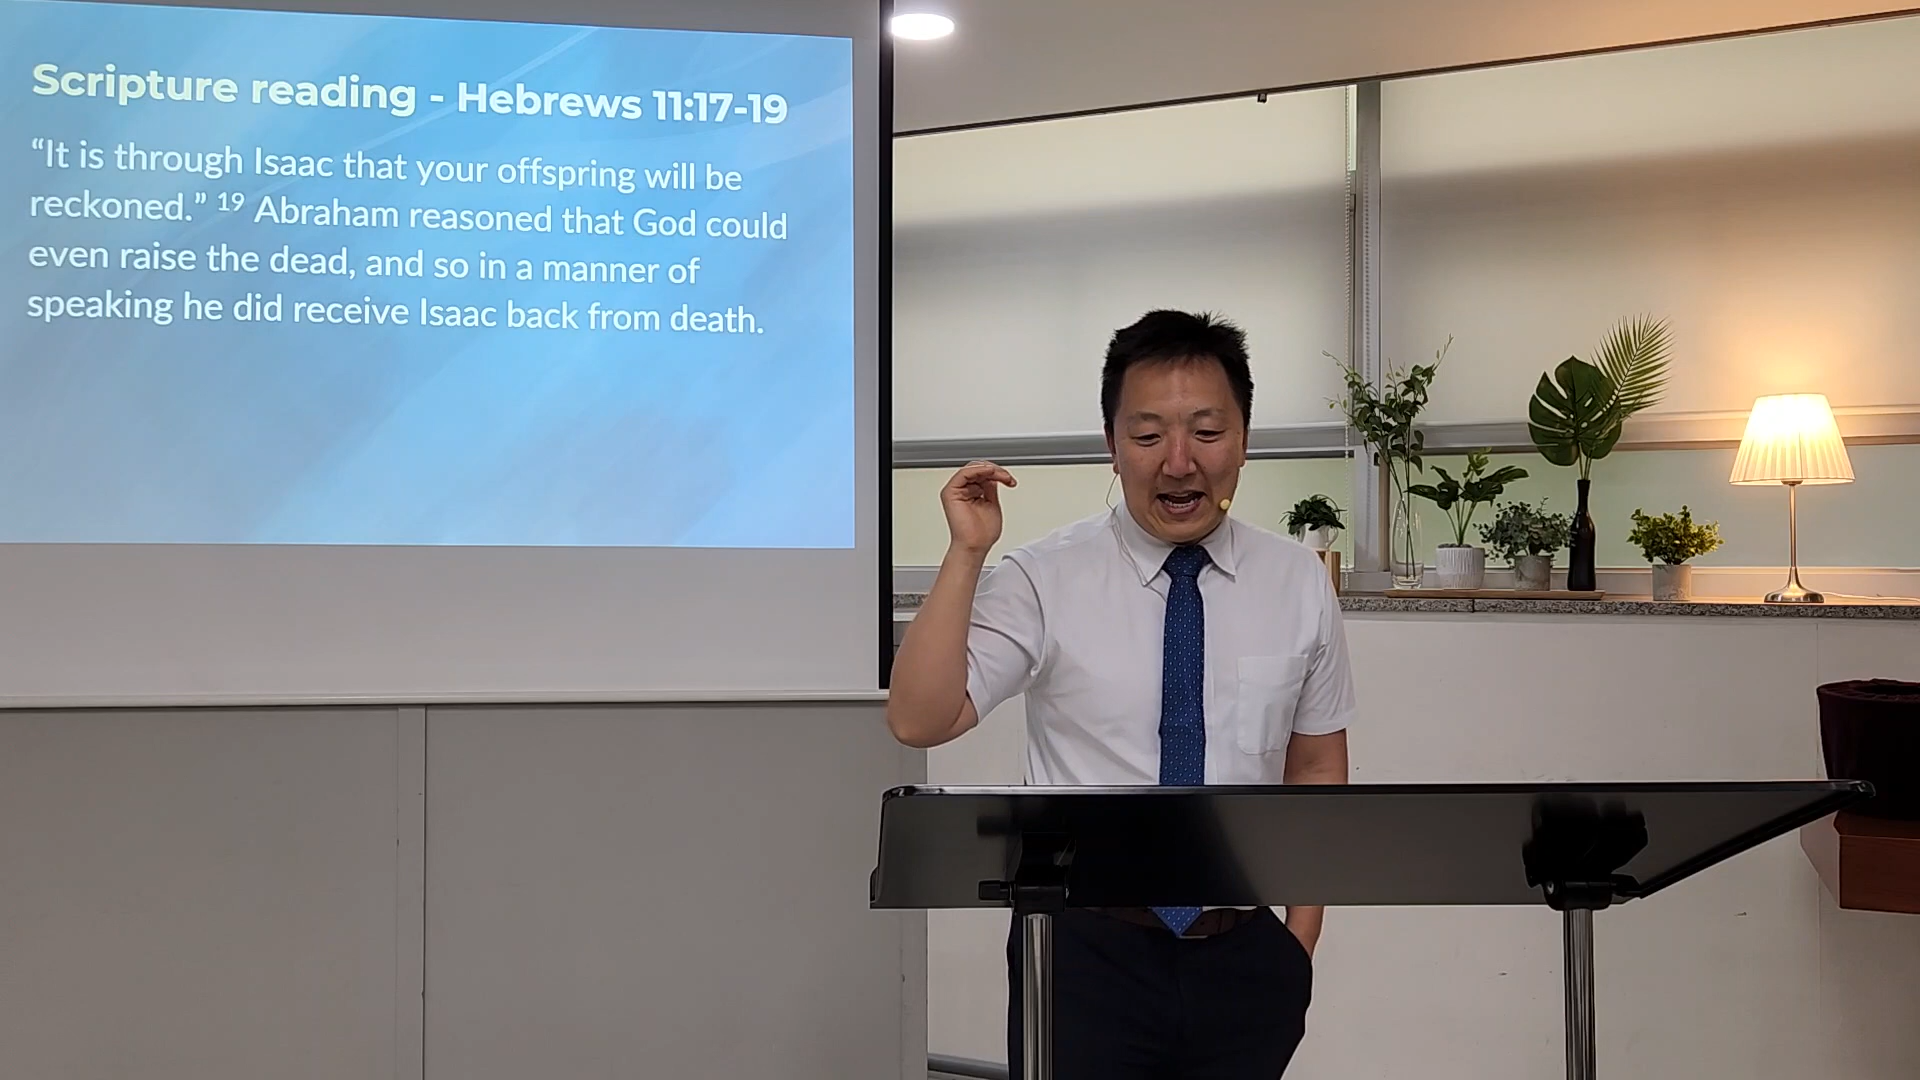 Scripture reading - Hebrews 11:17-19
“It is through Isaac that your offspring will be
reckoned.” 19 Abraham reasoned that God could
even raise the dead, and so in a manner of
speaking he did receive Isaac back from death.